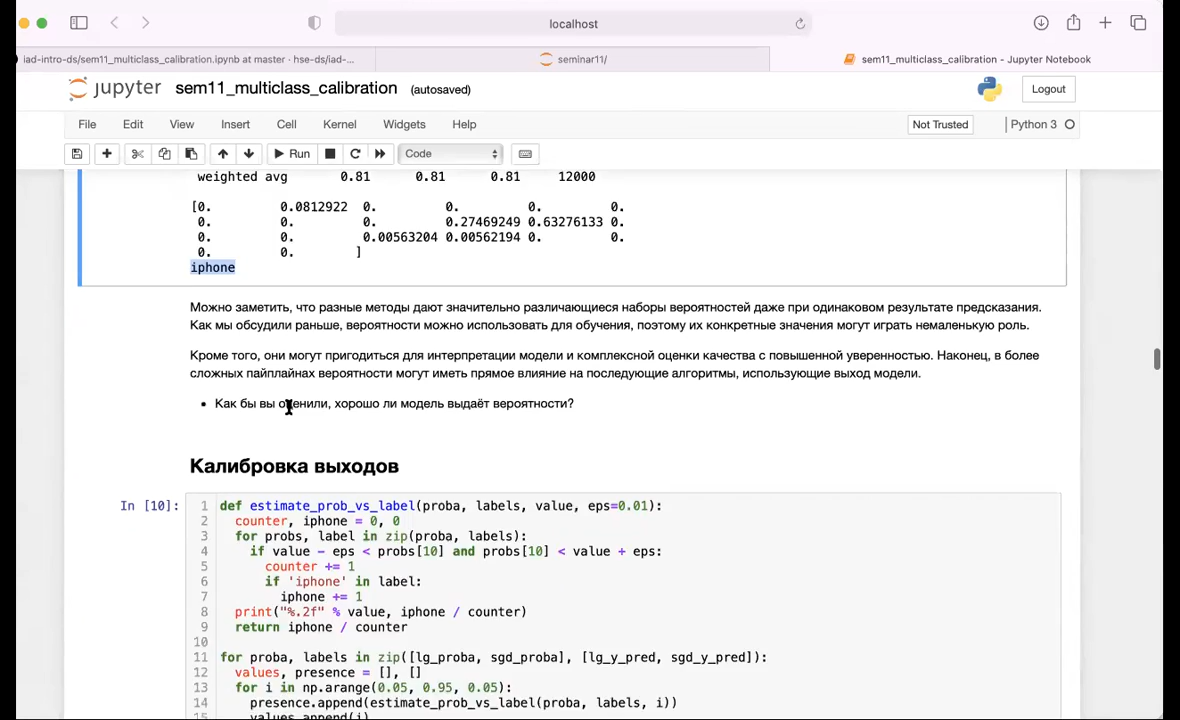 localhost
iad-intro-ds/sem11_multiclass_calibration.ipynb at master · hse-ds/iad-...
seminar11/
sem11_multiclass_calibration - Jupyter Notebook
jupyter sem11_multiclass_calibration (autosaved)
Logout
File Edit View Insert Cell Kernel Widgets Help
Not Trusted
Python 3
Run
Code
weighted avg 0.81 0.81 0.81 12000
[0. 0.0812922 0. 0. 0. 0.
0. 0. 0. 0.27469249 0.63276133 0.
0. 0. 0.00563204 0.00562194 0. 0.
0. 0. ]
iphone
Можно заметить, что разные методы дают значительно различающиеся наборы вероятностей даже при одинаковом результате предсказания.
Как мы обсудили раньше, вероятности можно использовать для обучения, поэтому их конкретные значения могут играть немаленькую роль.
Кроме того, они могут пригодиться для интерпретации модели и комплексной оценки качества с повышенной уверенностью. Наконец, в более
сложных пайплайнах вероятности могут иметь прямое влияние на последующие алгоритмы, использующие выход модели.
• Как бы вы оценили, хорошо ли модель выдаёт вероятности?
Калибровка выходов
In [10]:
1 def estimate_prob_vs_label(proba, labels, value, eps=0.01):
2 counter, iphone = 0, 0
3 for probs, label in zip(proba, labels):
4 if value - eps < probs[10] and probs[10] < value + eps:
5 counter += 1
6 if 'iphone' in label:
7 iphone += 1
8 print("%.2f" % value, iphone / counter)
9 return iphone / counter
10
11 for proba, labels in zip([lg_proba, sgd_proba], [lg_y_pred, sgd_y_pred]):
12 values, presence = [], []
13 for i in np.arange(0.05, 0.95, 0.05):
14 presence.append(estimate_prob_vs_label(proba, labels, i))
15 values.append(i)